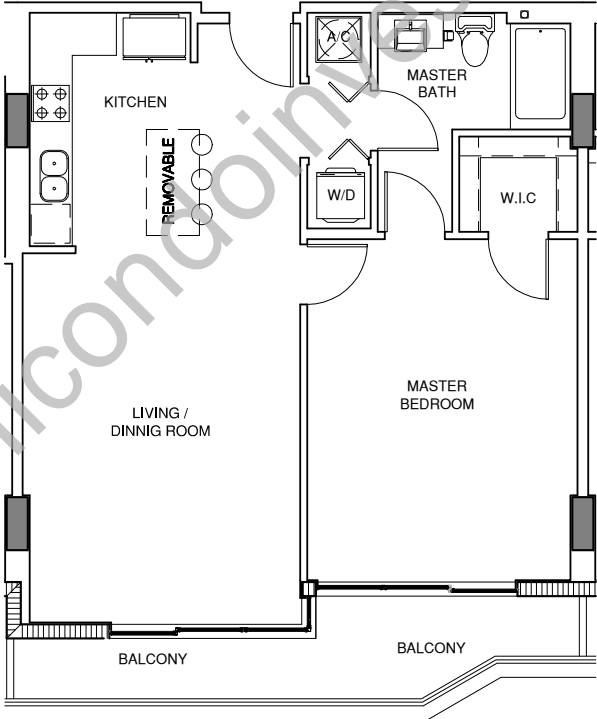 A/C
MASTER
BATH
KITCHEN
REMOVABLE
W/D
W.I.C
MASTER
BEDROOM
LIVING /
DINNIG ROOM
BALCONY
BALCONY